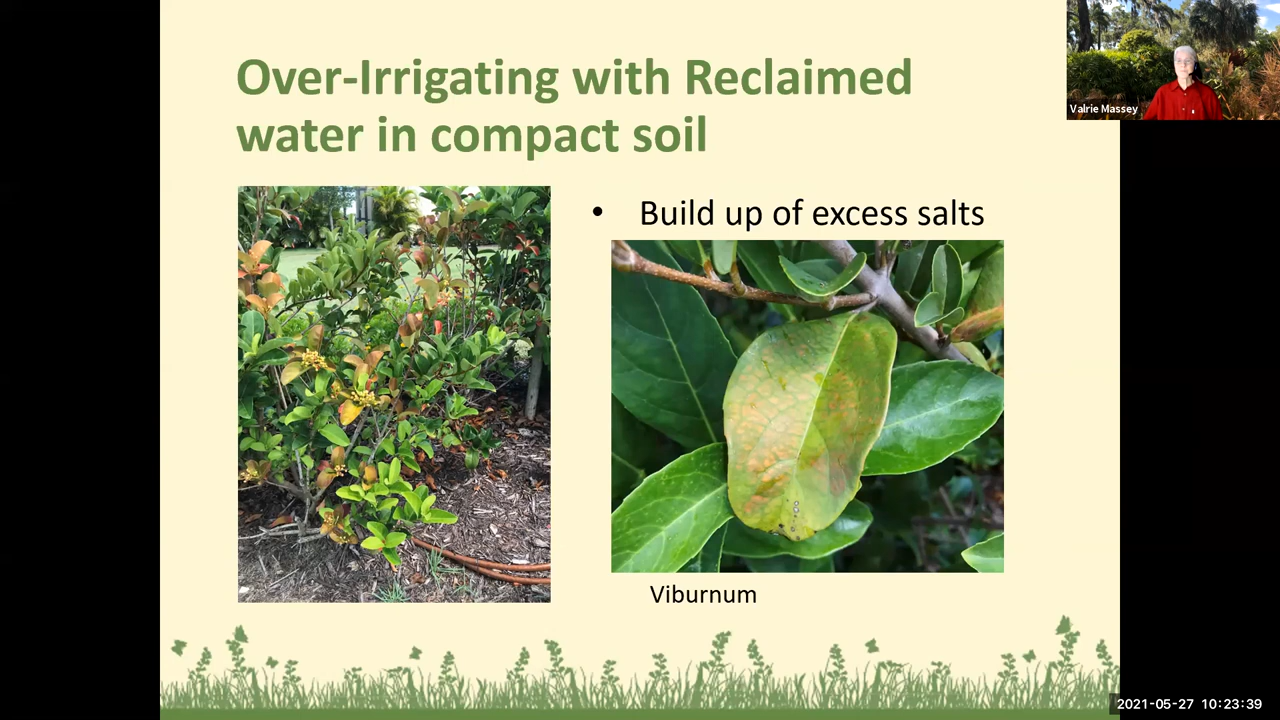 Over-Irrigating with Reclaimed
water in compact soil
Valrie Massey
• Build up of excess salts
Viburnum
2021-05-27 10:23:39